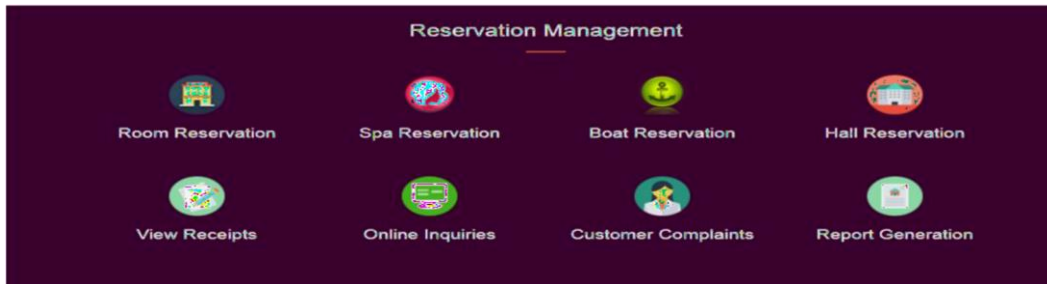 Reservation Management
Room Reservation
Spa Reservation
Boat Reservation
Hall Reservation
View Receipts
Online Inquiries
Customer Complaints
Report Generation